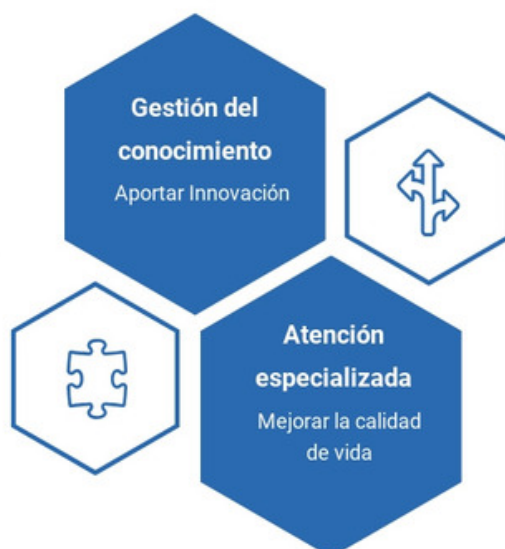 Gestión del
conocimiento
Aportar Innovación
Atención
especializada
Mejorar la calidad
de vida